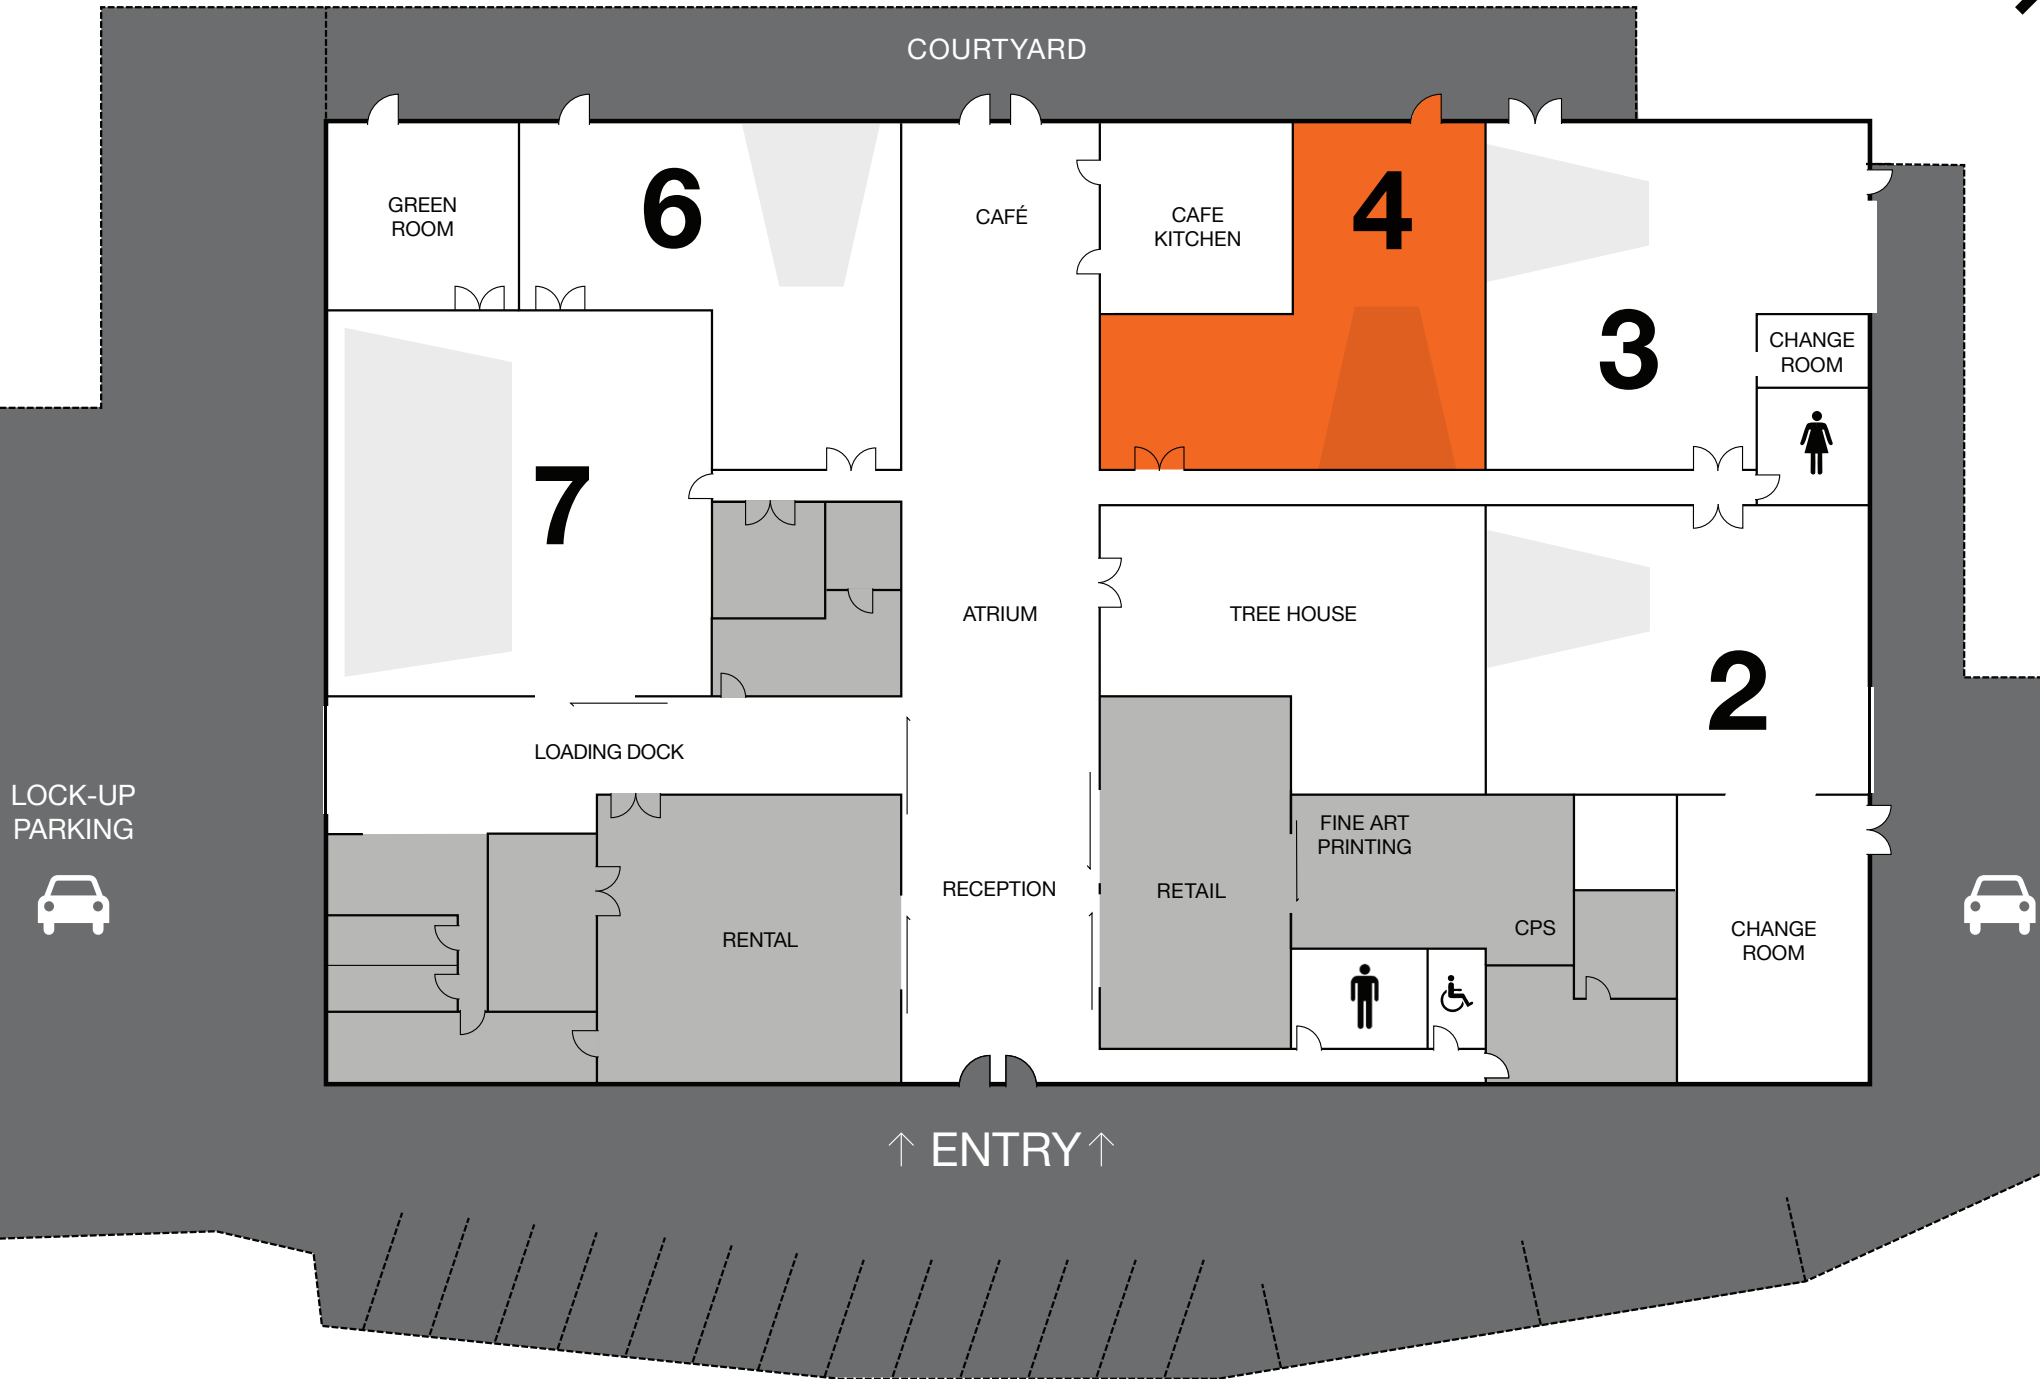 COURTYARD
GREEN
ROOM
6
CAFÉ
CAFE
KITCHEN
4
3
CHANGE
ROOM
7
ATRIUM
TREE HOUSE
2
LOADING DOCK
LOCK-UP
PARKING
FINE ART
PRINTING
RECEPTION
RETAIL
RENTAL
CPS
CHANGE
ROOM
↑ ENTRY ↑